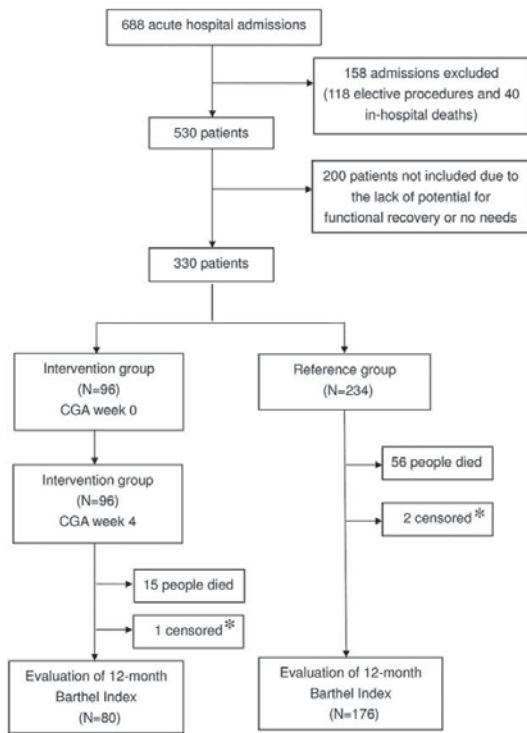 688 acute hospital admissions
158 admissions excluded
(118 elective procedures and 40
in-hospital deaths)
530 patients
200 patients not included due to
the lack of potential for
functional recovery or no needs
330 patients
Intervention group
(N=96)
CGA week 0
Reference group
(N=234)
56 people died
Intervention group
(N=96)
CGA week 4
2 censored *
15 people died
1 censored *
Evaluation of 12-month
Barthel Index
(N=80)
Evaluation of 12-month
Barthel Index
(N=176)